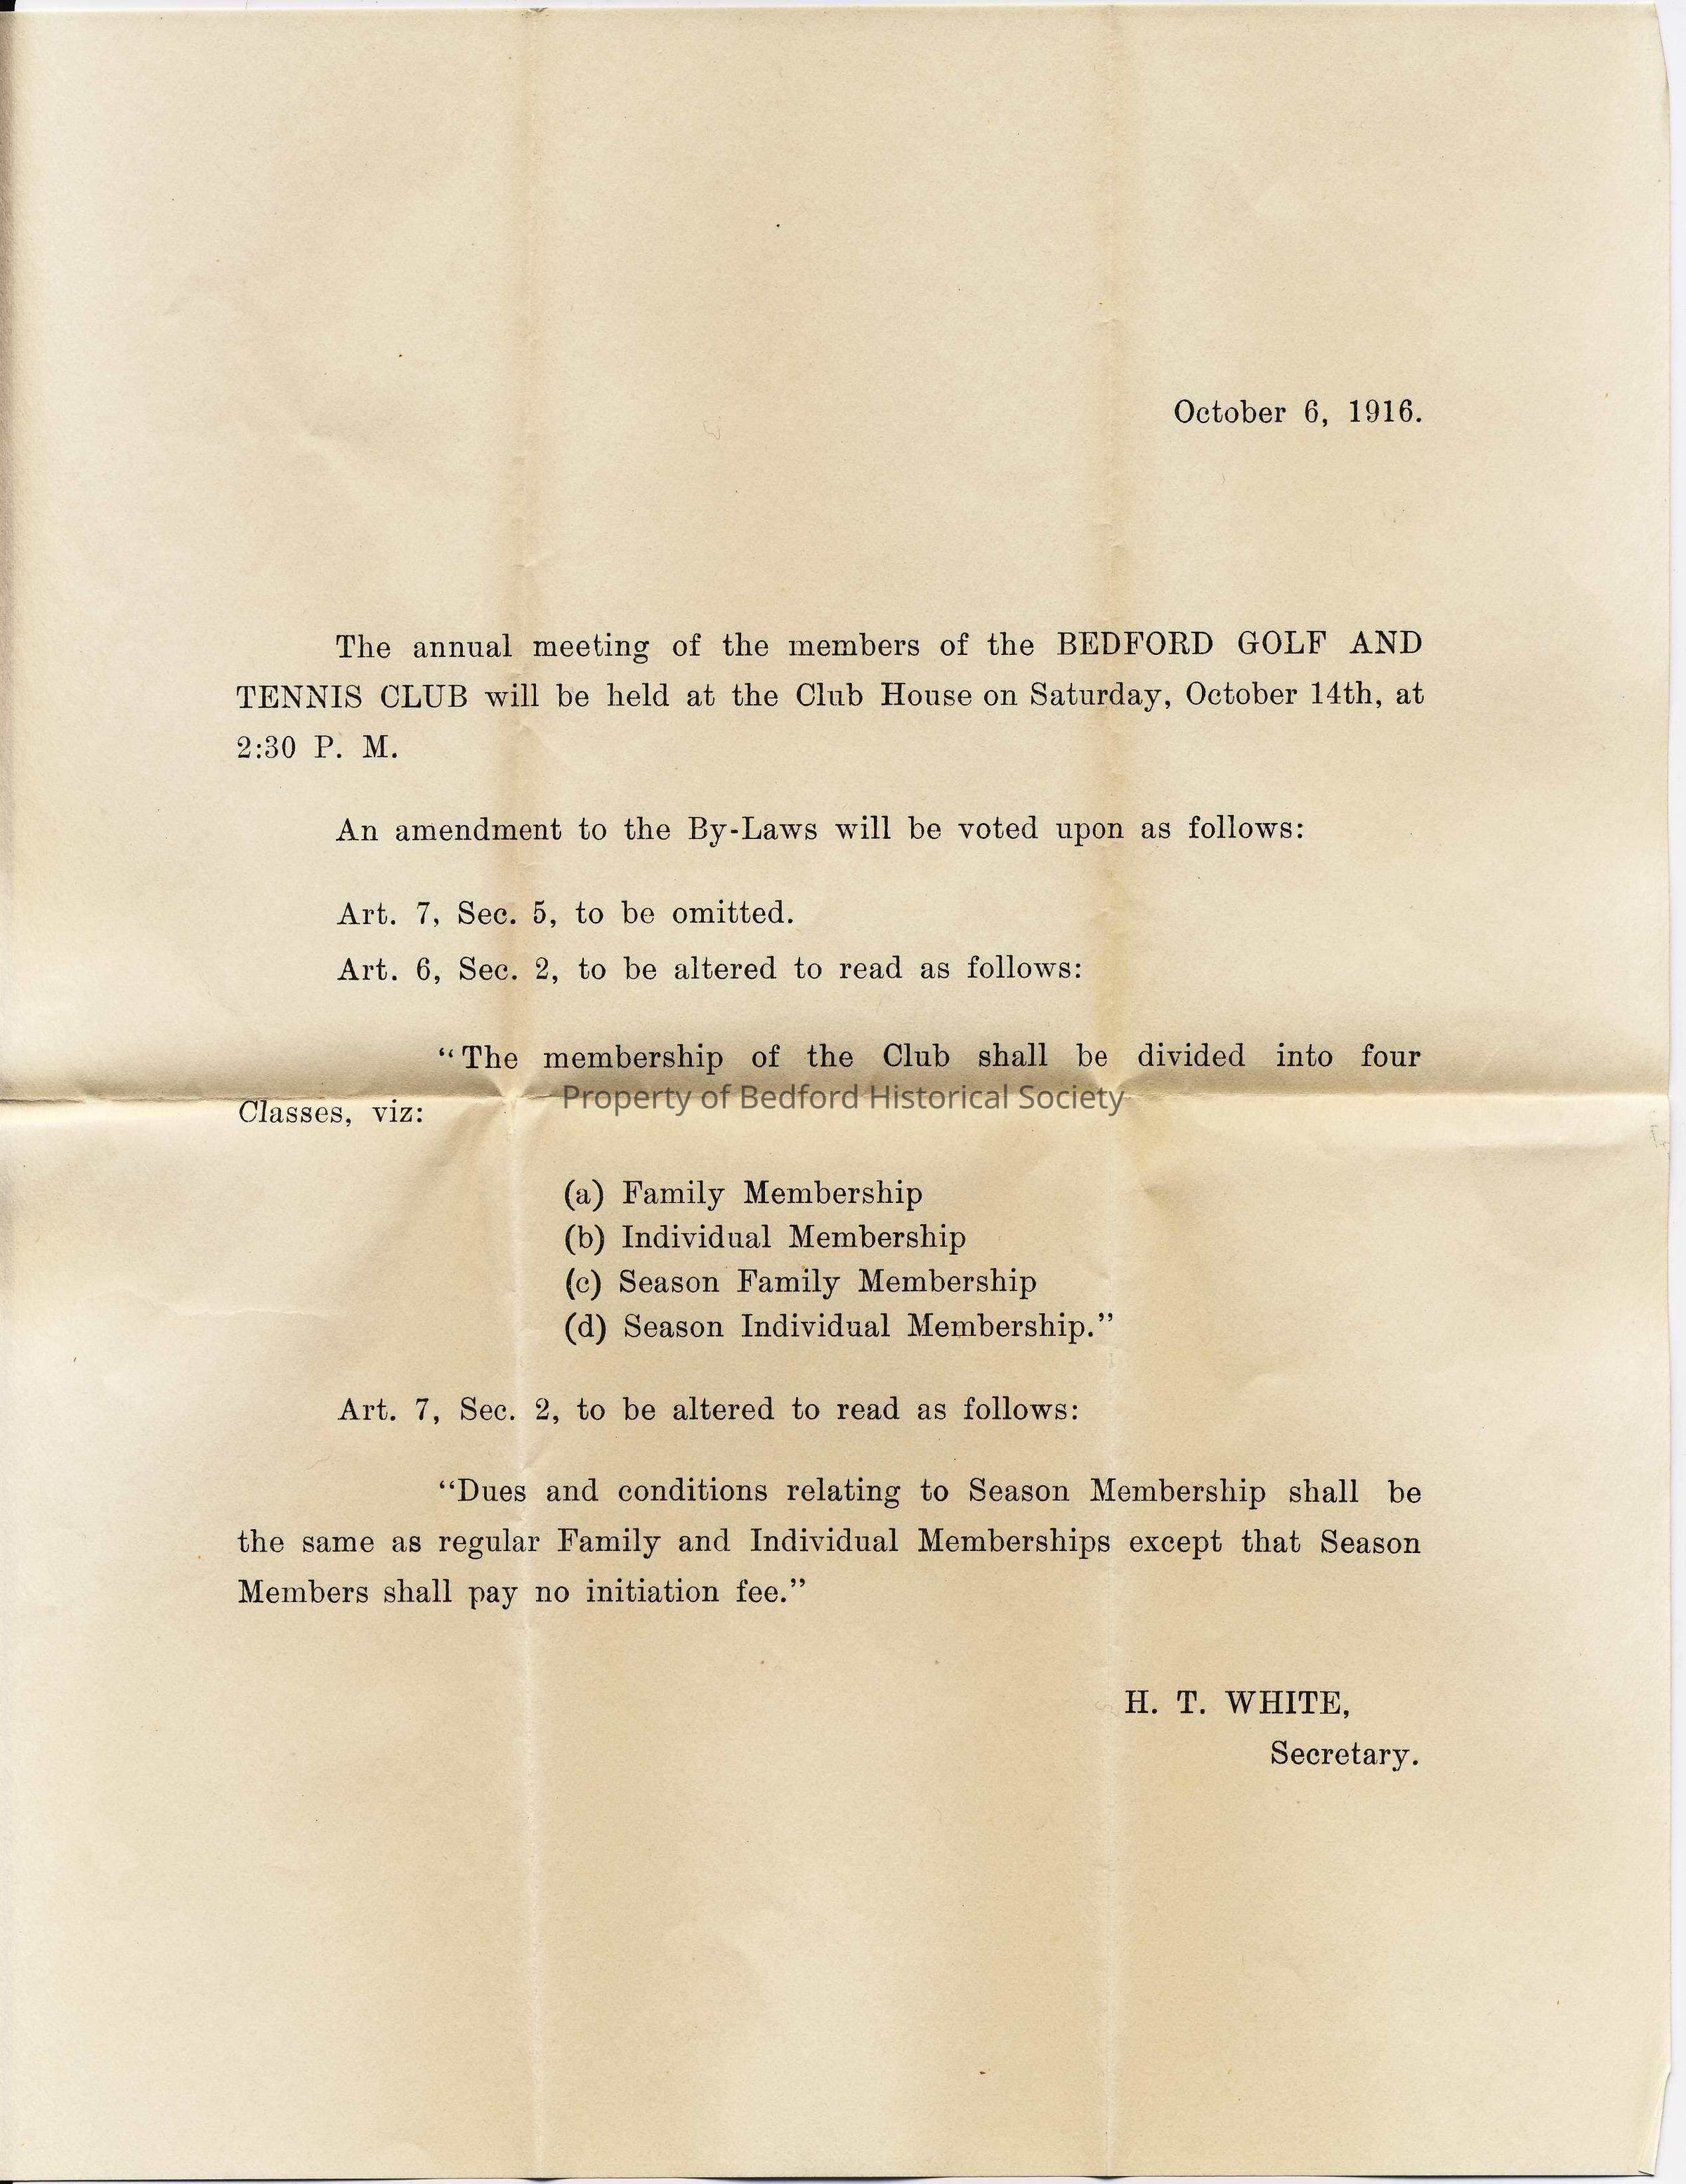 October 6, 1916.
The annual meeting of the members of the BEDFORD GOLF AND
TENNIS CLUB will be held at the Club House on Saturday, October 14th, at
2:30 P. M.
An amendment to the By-Laws will be voted upon as follows:
Art. 7, Sec. 5, to be omitted.
Art. 6, Sec. 2, to be altered to read as follows:
“The membership of the Club shall be divided into four
Property of Bedford Historical Society
Classes, viz:
(a) Family Membership
(b) Individual Membership
(c) Season Family Membership
(d) Season Individual Membership.”
Art. 7, Sec. 2, to be altered to read as follows:
“Dues and conditions relating to Season Membership shall be
the same as regular Family and Individual Memberships except that Season
Members shall pay no initiation fee.”
H. T. WHITE,
Secretary.